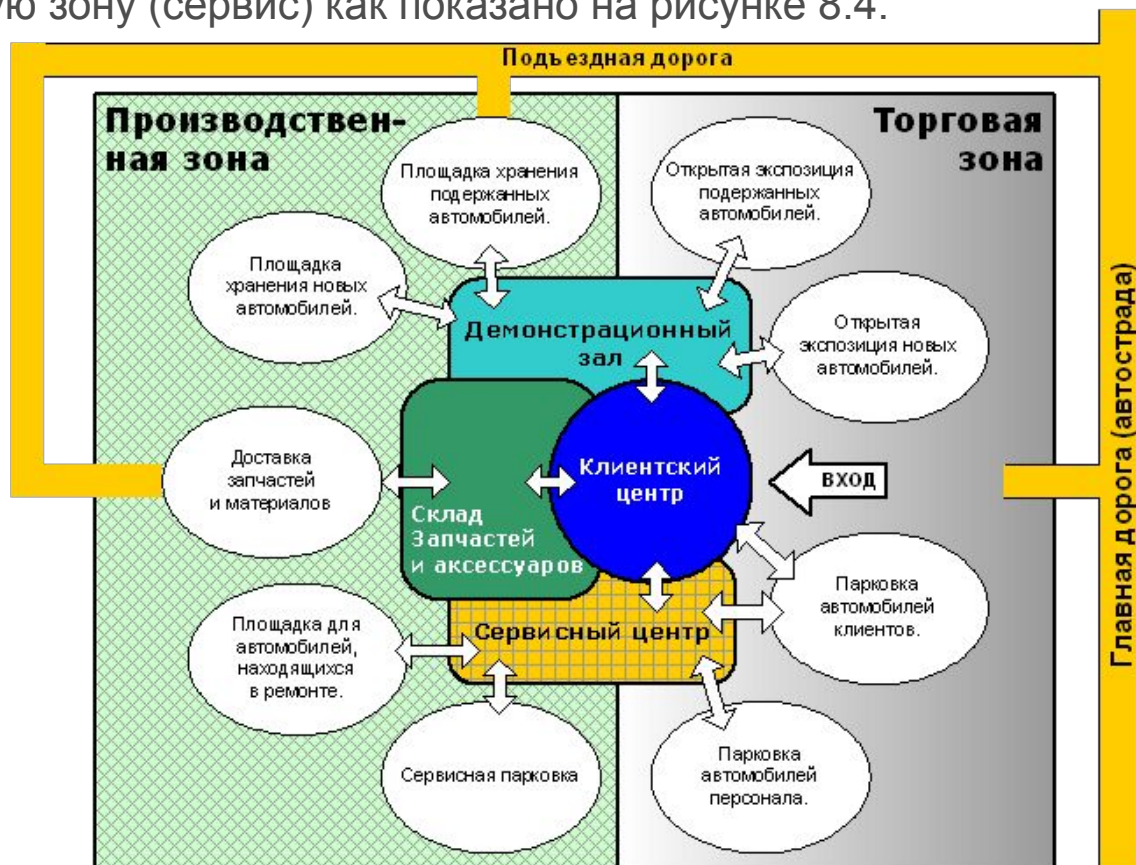 ую зону (сервис) как показано на рисунке 8.4.
Подъездная дорога
Производствен-
ная зона
Торговая
зона
Площадка хранения
подержанных
автомобилей.
Открытая экспозиция
подержанных
автомобилей.
Площадка
хранения новых
автомобилей.
Демонстрационный
зал
Открытая
экспозиция новых
автомобилей.
Доставка
запчастей
и материалов
Склад
Запчастей
и аксессуаров
Клиентский
центр
ВХОД
Главная дорога (автострада)
Площадка для
автомобилей,
находящихся
в ремонте.
Сервисный центр
Парковка
автомобилей
клиентов.
Сервисная парковка
Парковка
автомобилей
персонала.